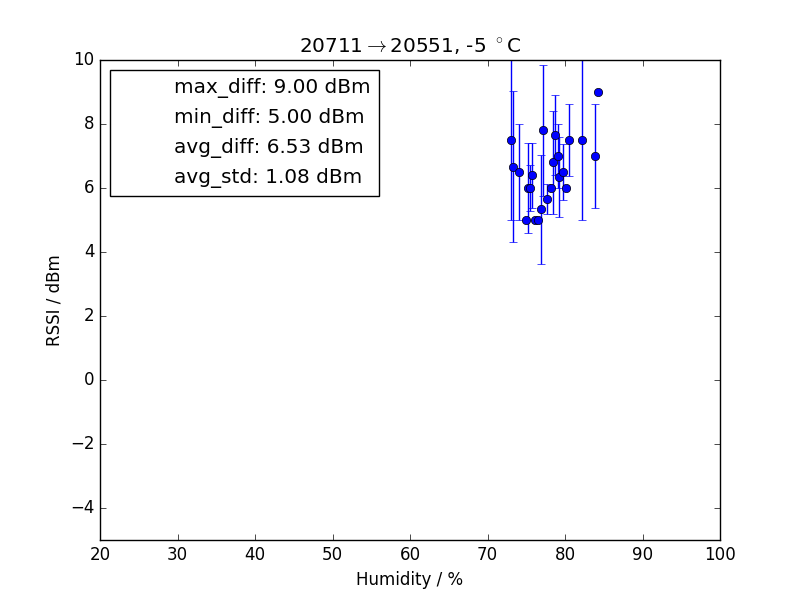 20711→20551, -5 °C
max_diff: 9.00 dBm
min_diff: 5.00 dBm
avg_diff: 6.53 dBm
avg_std: 1.08 dBm
RSSI / dBm
10
8
6
4
2
0
−2
−4
20 30 40 50 60 70 80 90 100
Humidity / %